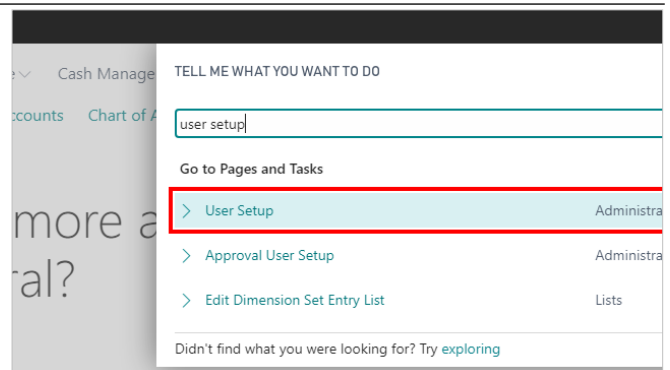 Cash Manage
TELL ME WHAT YOU WANT TO DO
Chart of A
user setup
Go to Pages and Tasks
User Setup Administra
more a
Approval User Setup Administra
Edit Dimension Set Entry List Lists
Didn't find what you were looking for? Try exploring